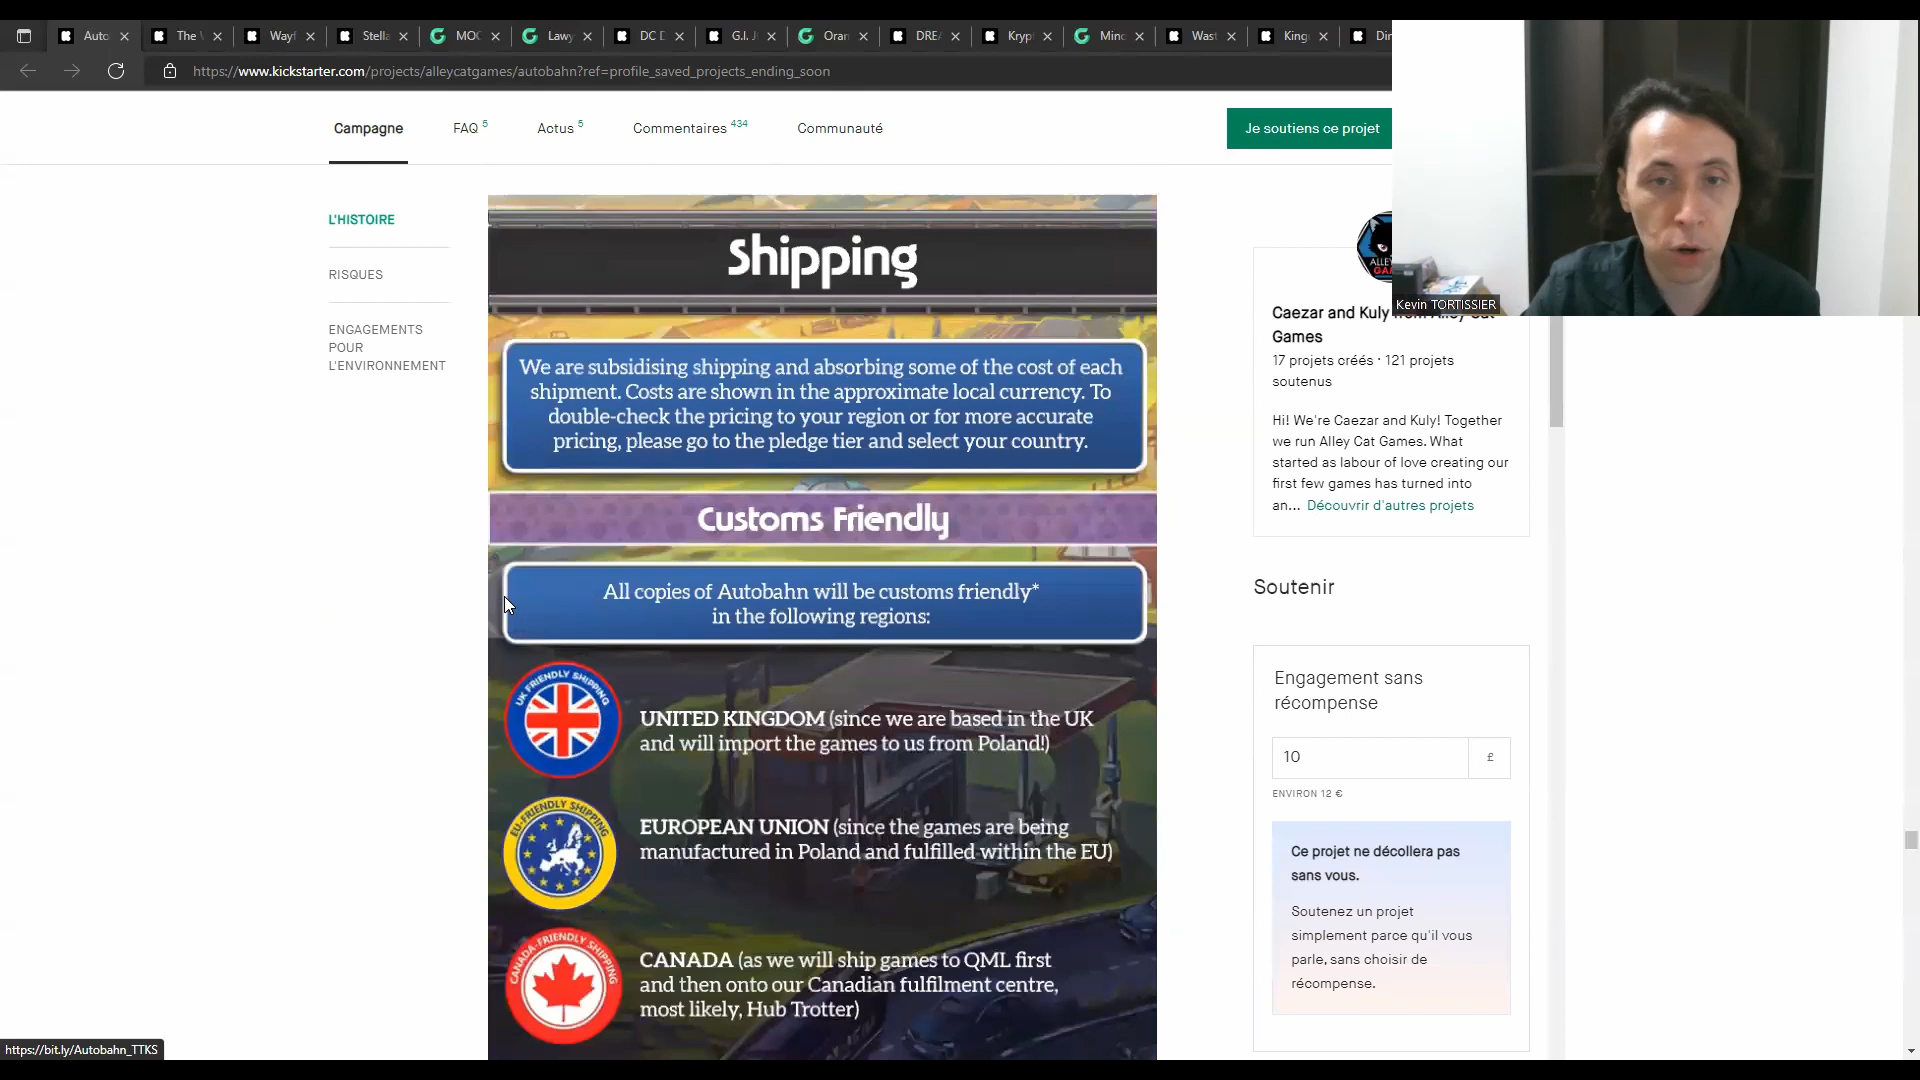 Auto
The
Wayf
Stella
MOC
Lawy
DC D
G.I. J
Oran
DREA
Krypt
Minc
Wast
King
Din
https://www.kickstarter.com/projects/alleycatgames/autobahn?ref=profile_saved_projects_ending_soon
Campagne
FAQ 5
Actus 5
Commentaires 434
Communauté
Je soutiens ce projet
L'HISTOIRE
RISQUES
ENGAGEMENTS
POUR
L'ENVIRONNEMENT
Shipping
We are subsidising shipping and absorbing some of the cost of each
shipment. Costs are shown in the approximate local currency. To
double-check the pricing to your region or for more accurate
pricing, please go to the pledge tier and select your country.
Customs Friendly
All copies of Autobahn will be customs friendly*
in the following regions:
UK FRIENDLY SHIPPING
UNITED KINGDOM (since we are based in the UK
and will import the games to us from Poland!)
EU-FRIENDLY SHIPPING
EUROPEAN UNION (since the games are being
manufactured in Poland and fulfilled within the EU)
CANADA-FRIENDLY SHIPPING
CANADA (as we will ship games to QML first
and then onto our Canadian fulfilment centre,
most likely, Hub Trotter)
Kevin TORTISSIER
Caezar and Kuly from Alley Cat
Games
17 projets créés · 121 projets
soutenus
Hi! We're Caezar and Kuly! Together
we run Alley Cat Games. What
started as labour of love creating our
first few games has turned into
an... Découvrir d'autres projets
Soutenir
Engagement sans
récompense
10 £
ENVIRON 12 €
Ce projet ne décollera pas
sans vous.
Soutenez un projet
simplement parce qu'il vous
parle, sans choisir de
récompense.
https://bit.ly/Autobahn_TTKS